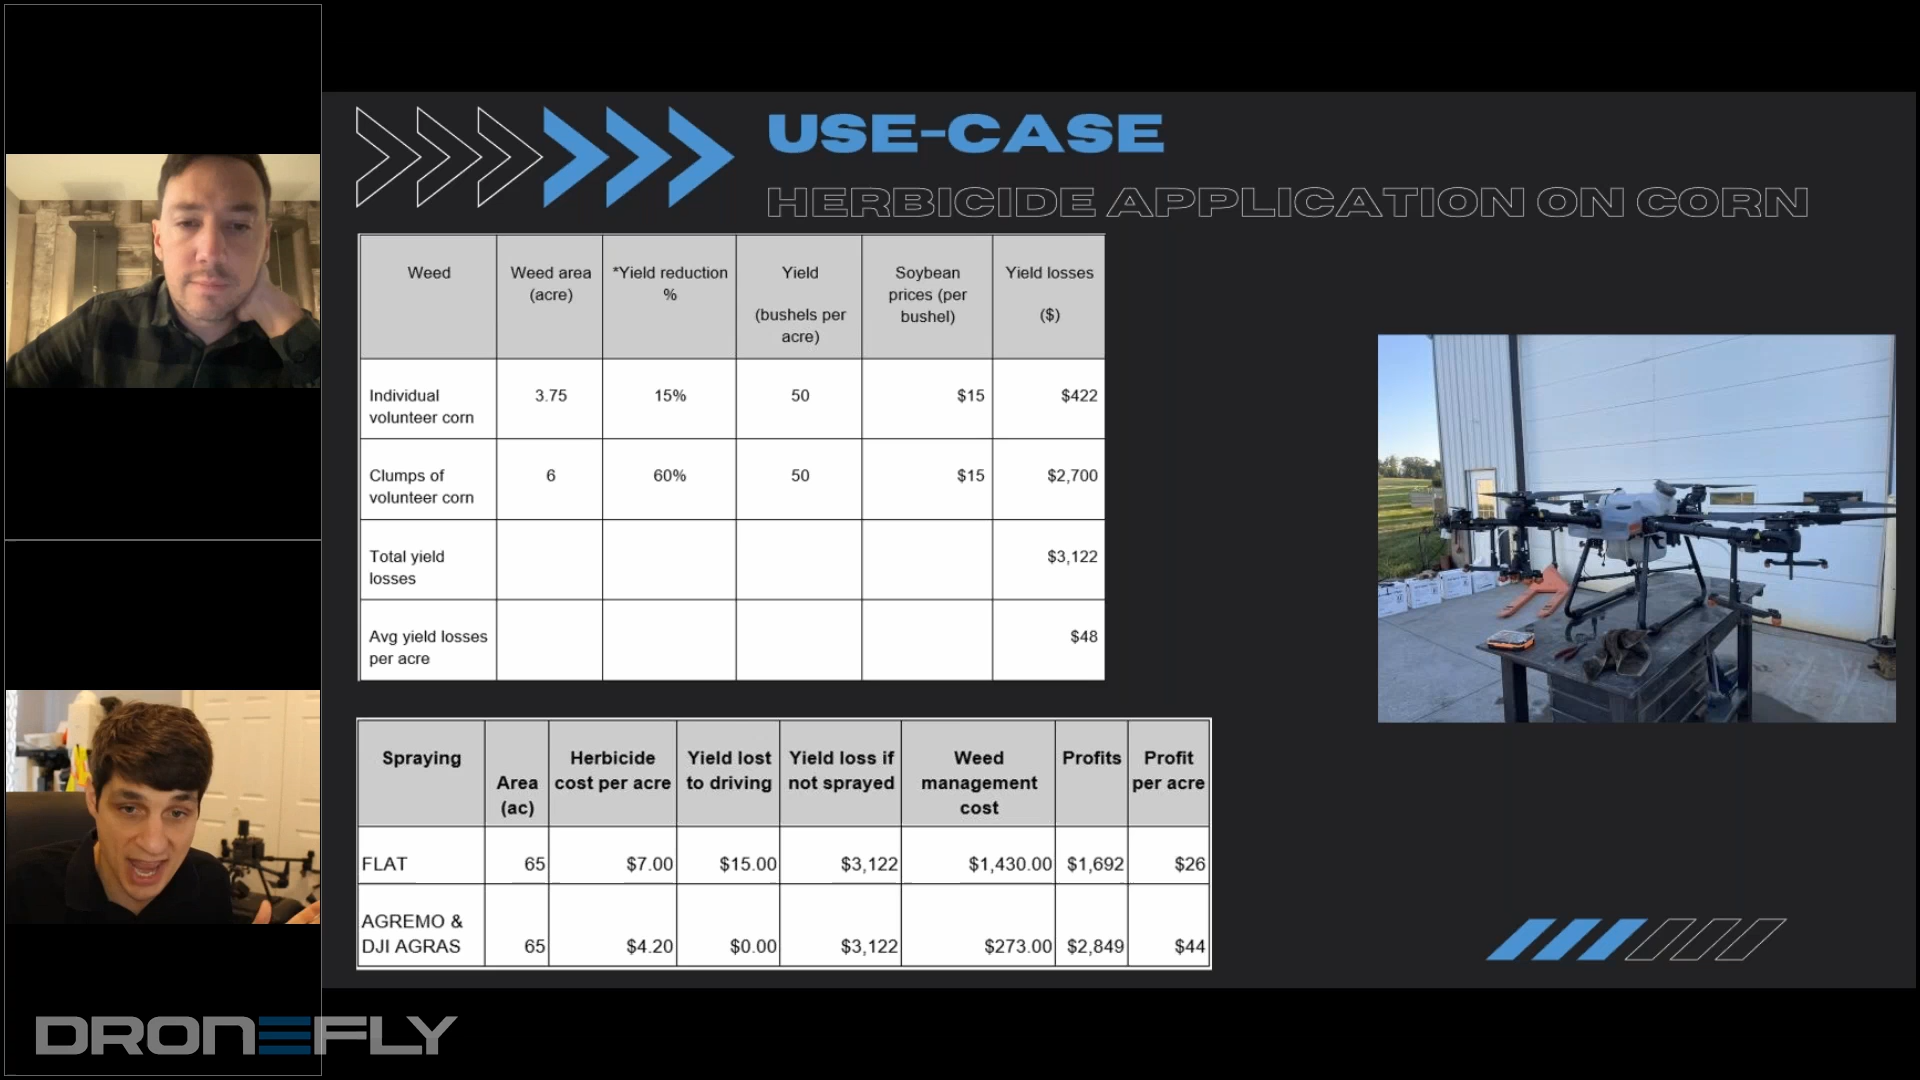 USE-CASE
HERBICIDE APPLICATION ON CORN
Weed
Weed area
(acre)
*Yield reduction
%
Yield
(bushels per
acre)
Soybean
prices (per
bushel)
Yield losses
($)
Individual
volunteer corn
3.75
15%
50
$15
$422
Clumps of
volunteer corn
6
60%
50
$15
$2,700
Total yield
losses
$3,122
Avg yield losses
per acre
$48
Spraying
Area
(ac)
Herbicide
cost per acre
Yield lost
to driving
Yield loss if
not sprayed
Weed
management
cost
Profits
Profit
per acre
FLAT
65
$7.00
$15.00
$3,122
$1,430.00
$1,692
$26
AGREMO &
DJI AGRAS
65
$4.20
$0.00
$3,122
$273.00
$2,849
$44
DRONEFLY